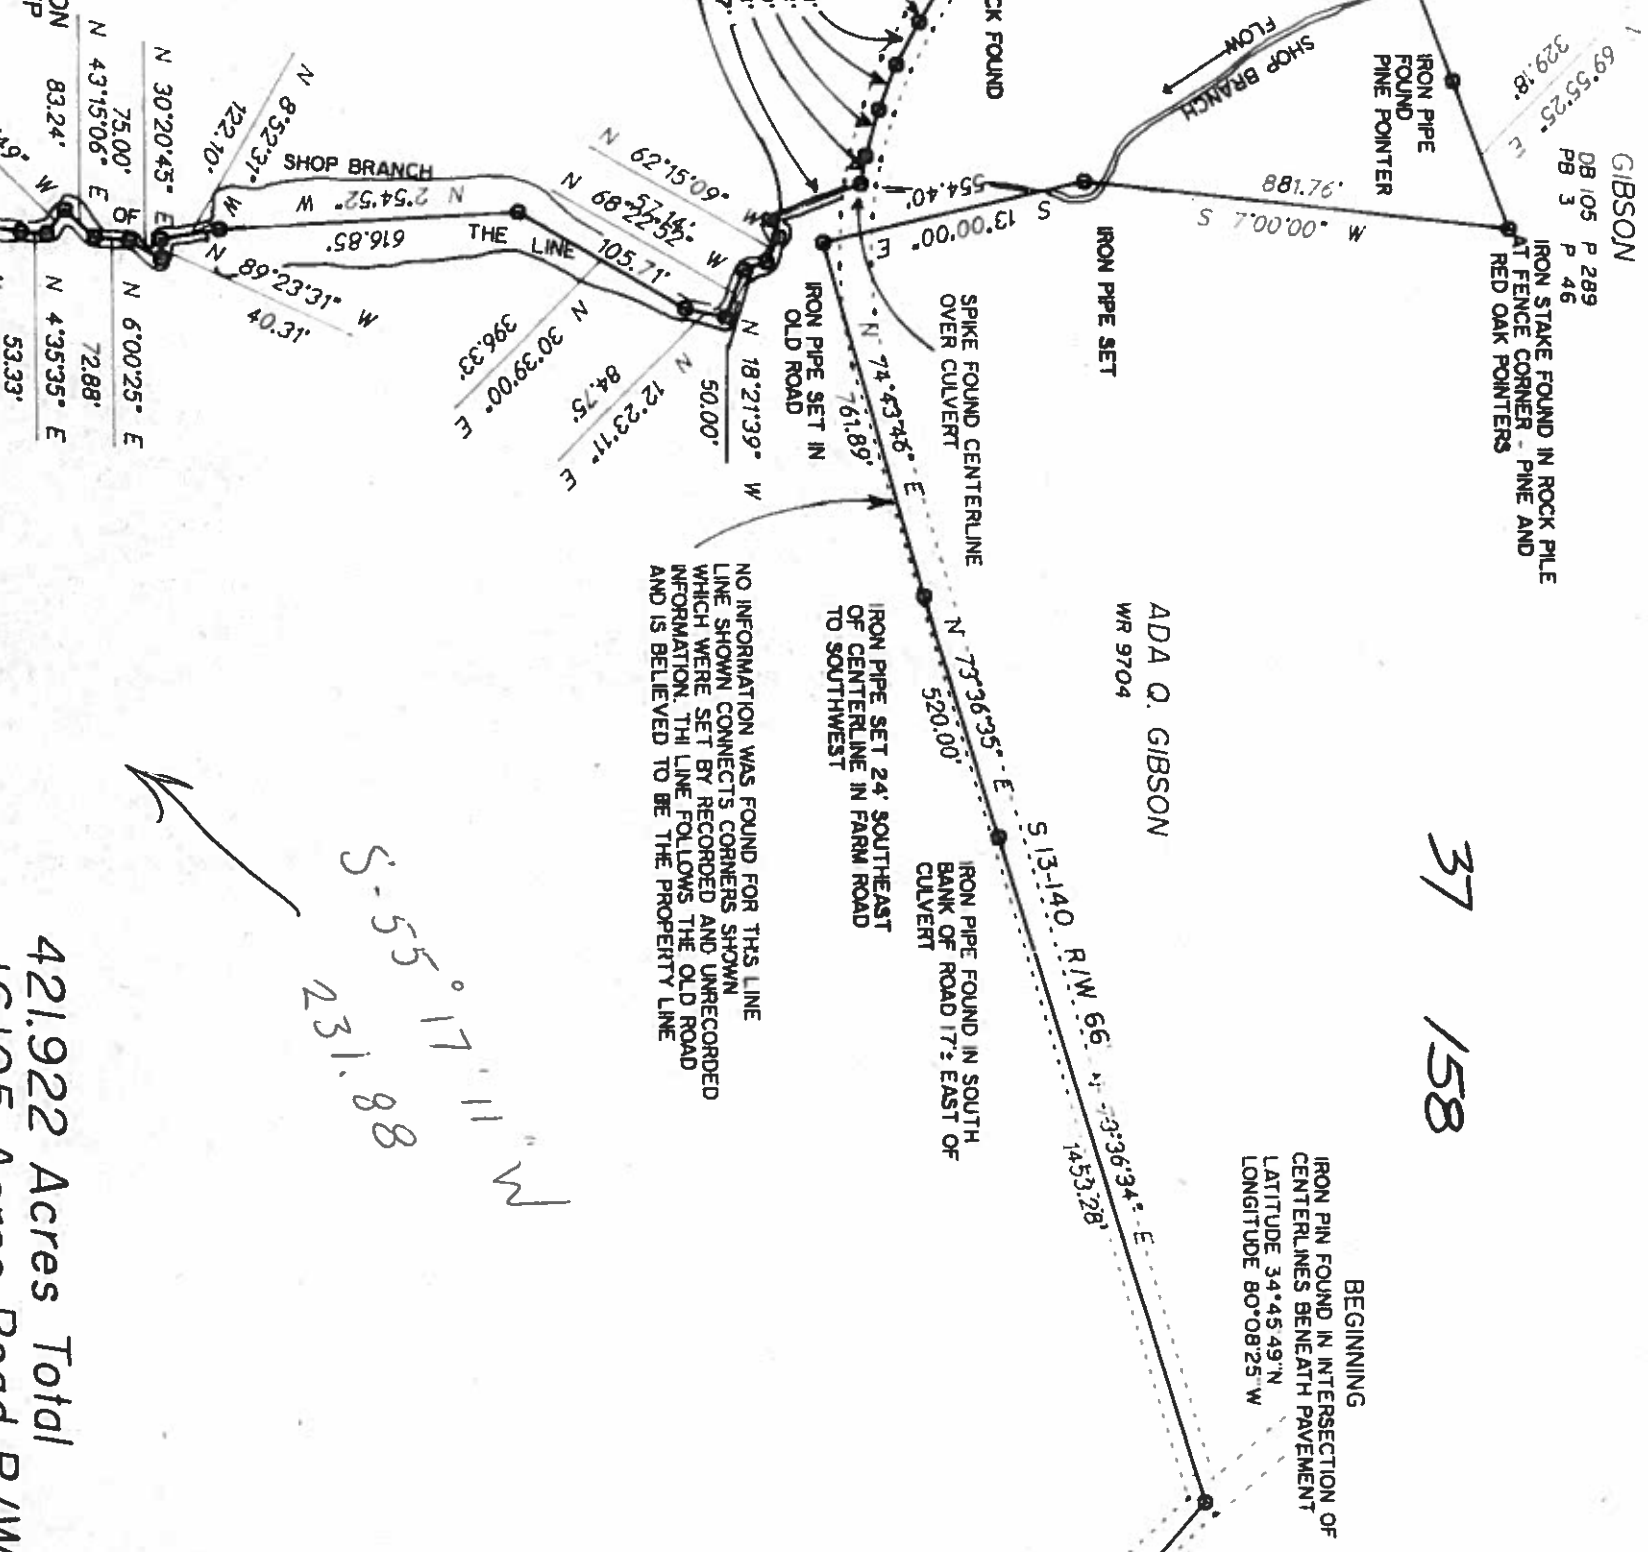 GIBSON
DB 105 P 289
PB 3 P 46
69°55'25" E
329.18'
IRON PIPE
FOUND
PINE POINTER
SHOP BRANCH
FLOW
CK FOUND
IRON STAKE FOUND IN ROCK PILE
AT FENCE CORNER - PINE AND
RED OAK POINTERS
881.76'
S 7°00'00" W
IRON PIPE SET
554.40'
S 13°00'00" E
37 158
ADA Q. GIBSON
WR 9704
SPIKE FOUND CENTERLINE
OVER CULVERT
N 74°43'46" E
761.89'
IRON PIPE SET IN
OLD ROAD
N 73°36'35" E
520.00'
IRON PIPE SET 24' SOUTHEAST
OF CENTERLINE IN FARM ROAD
TO SOUTHWEST
S 13-140 R/W 66
73°36'34" E
1453.28'
IRON PIPE FOUND IN SOUTH
BANK OF ROAD 17'± EAST OF
CULVERT
BEGINNING
IRON PIN FOUND IN INTERSECTION OF
CENTERLINES BENEATH PAVEMENT
LATITUDE 34°45'49"N
LONGITUDE 80°08'25"W
NO INFORMATION WAS FOUND FOR THIS LINE
LINE SHOWN CONNECTS CORNERS SHOWN
WHICH WERE SET BY RECORDED AND UNRECORDED
INFORMATION. THI LINE FOLLOWS THE OLD ROAD
AND IS BELIEVED TO BE THE PROPERTY LINE
N 62°15'09" W
57.14'
N 68°22'52" W
105.71'
N 18°21'39" W
50.00'
N 12°23'11" E
84.75'
N 30°39'00" E
396.33'
SHOP BRANCH
THE LINE
OF
N 2°54'52" W
616.85'
N 8°52'37" W
122.10'
N 89°23'31" W
40.31'
N 30°20'45" E
75.00'
N 43°15'06" E
83.24'
N 6°00'25" E
72.88'
N 4°35'35" E
53.33'
S-55°17'11" W
231.88
421.922 Acres Total